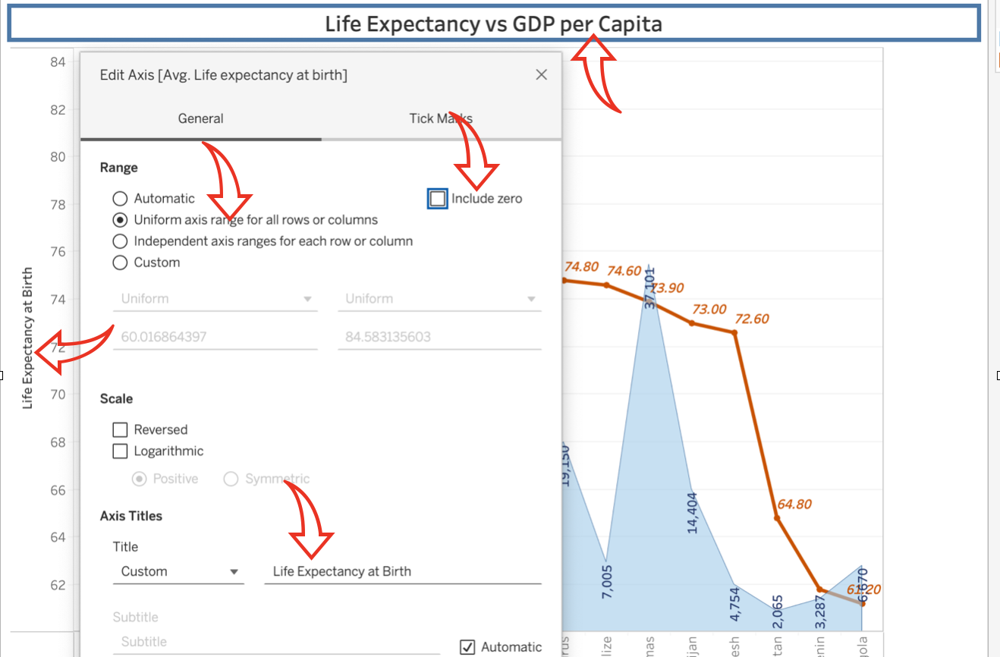 Life Expectancy vs GDP per Capita
84
82
80
78
76
74
72
70
68
66
64
62
Life Expectancy at Birth
Edit Axis [Avg. Life expectancy at birth]
General
Tick Marks
Range
Automatic
Include zero
Uniform axis range for all rows or columns
Independent axis ranges for each row or column
Custom
Uniform
Uniform
60.016864397
84.583135603
Scale
Reversed
Logarithmic
Positive
Symmetric
Axis Titles
Title
Custom
Life Expectancy at Birth
Subtitle
Subtitle
Automatic
74.80
74.60
73.90
73.00
72.60
64.80
61.20
19,150
7,005
37,101
14,404
4,754
2,065
3,287
6,670
rus
lize
mas
ijan
esh
tan
enin
gola